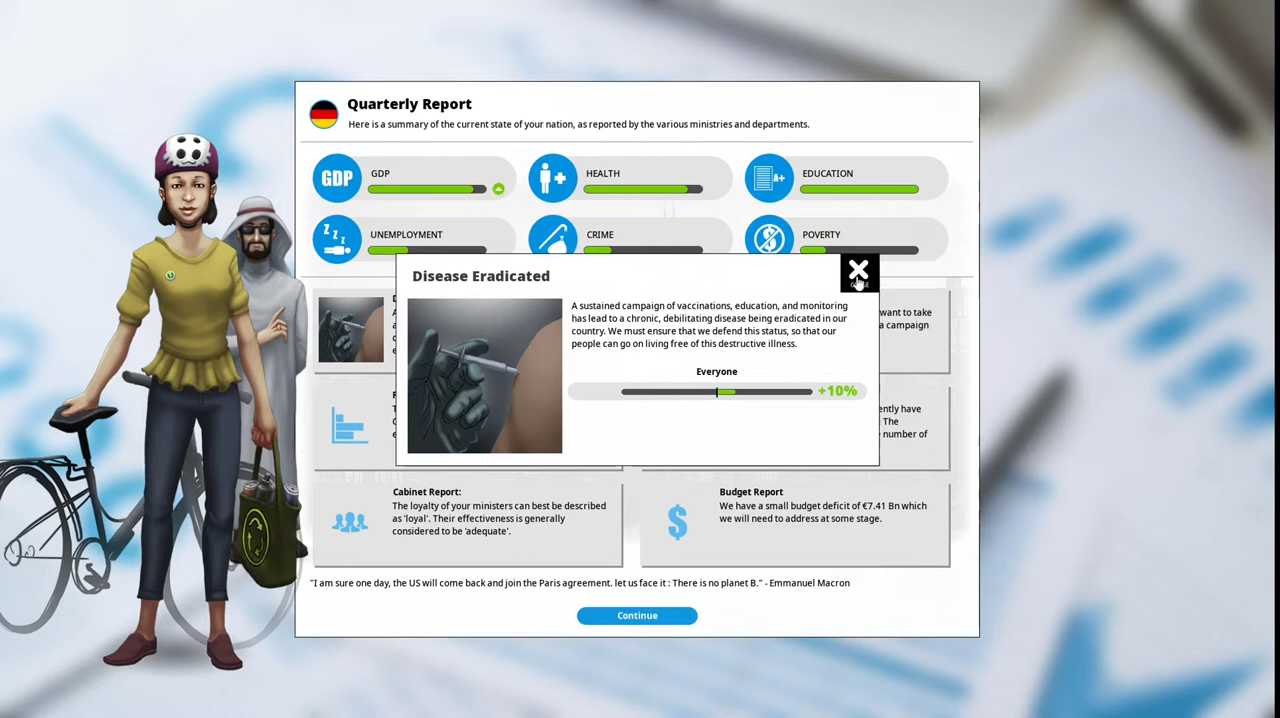 Quarterly Report
Here is a summary of the current state of your nation, as reported by the various ministries and departments.
GDP
GDP
HEALTH
A+
EDUCATION
Z Z Z
UNEMPLOYMENT
CRIME
POVERTY
Disease Eradicated
A sustained campaign of vaccinations, education, and monitoring
has lead to a chronic, debilitating disease being eradicated in our
country. We must ensure that we defend this status, so that our
people can go on living free of this destructive illness.
Everyone
+10%
want to take
a campaign
ently have
The
number of
Cabinet Report:
The loyalty of your ministers can best be described
as 'loyal'. Their effectiveness is generally
considered to be 'adequate'.
$
Budget Report
We have a small budget deficit of €7.41 Bn which
we will need to address at some stage.
"I am sure one day, the US will come back and join the Paris agreement. let us face it : There is no planet B." - Emmanuel Macron
Continue